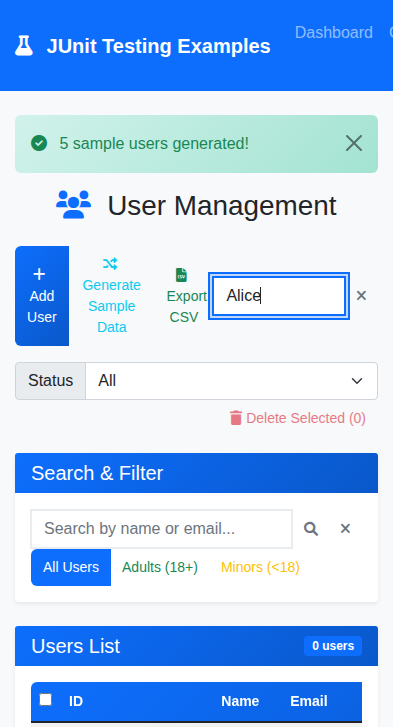 JUnit Testing Examples
Dashboard
5 sample users generated!
User Management
Add
User
Generate
Sample
Data
Export
CSV
Alice
Status
All
Delete Selected (0)
Search & Filter
Search by name or email...
All Users
Adults (18+)
Minors (<18)
Users List
0 users
ID
Name
Email